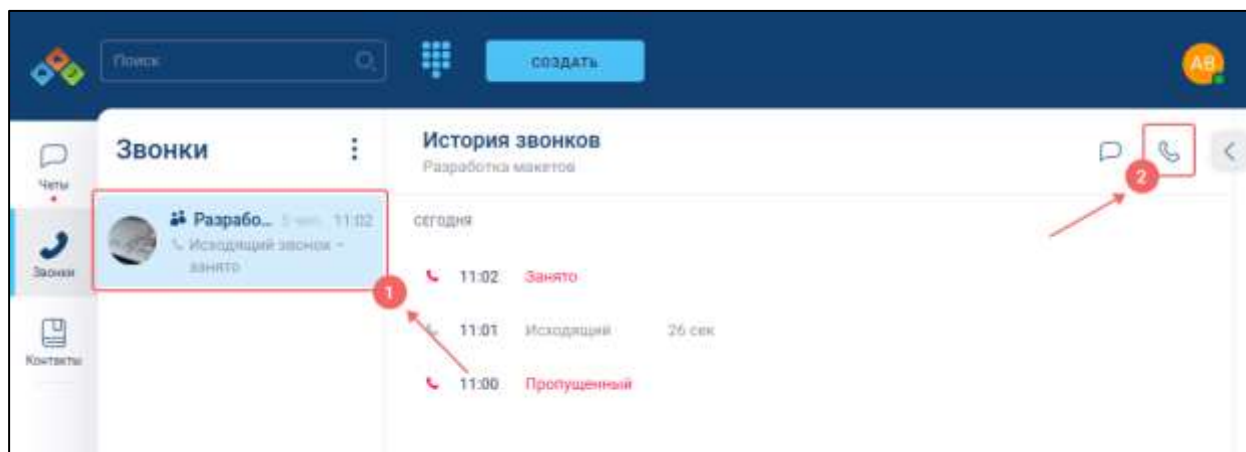 Поиск
СОЗДАТЬ
АВ
Чаты
Звонки
Контакты
Звонки
Разрабо... 11:02
Исходящий звонок –
занято
1
История звонков
Разработка макетов
2
СЕГОДНЯ
11:02 Занято
11:01 Исходящий 26 сек
11:00 Пропущенный